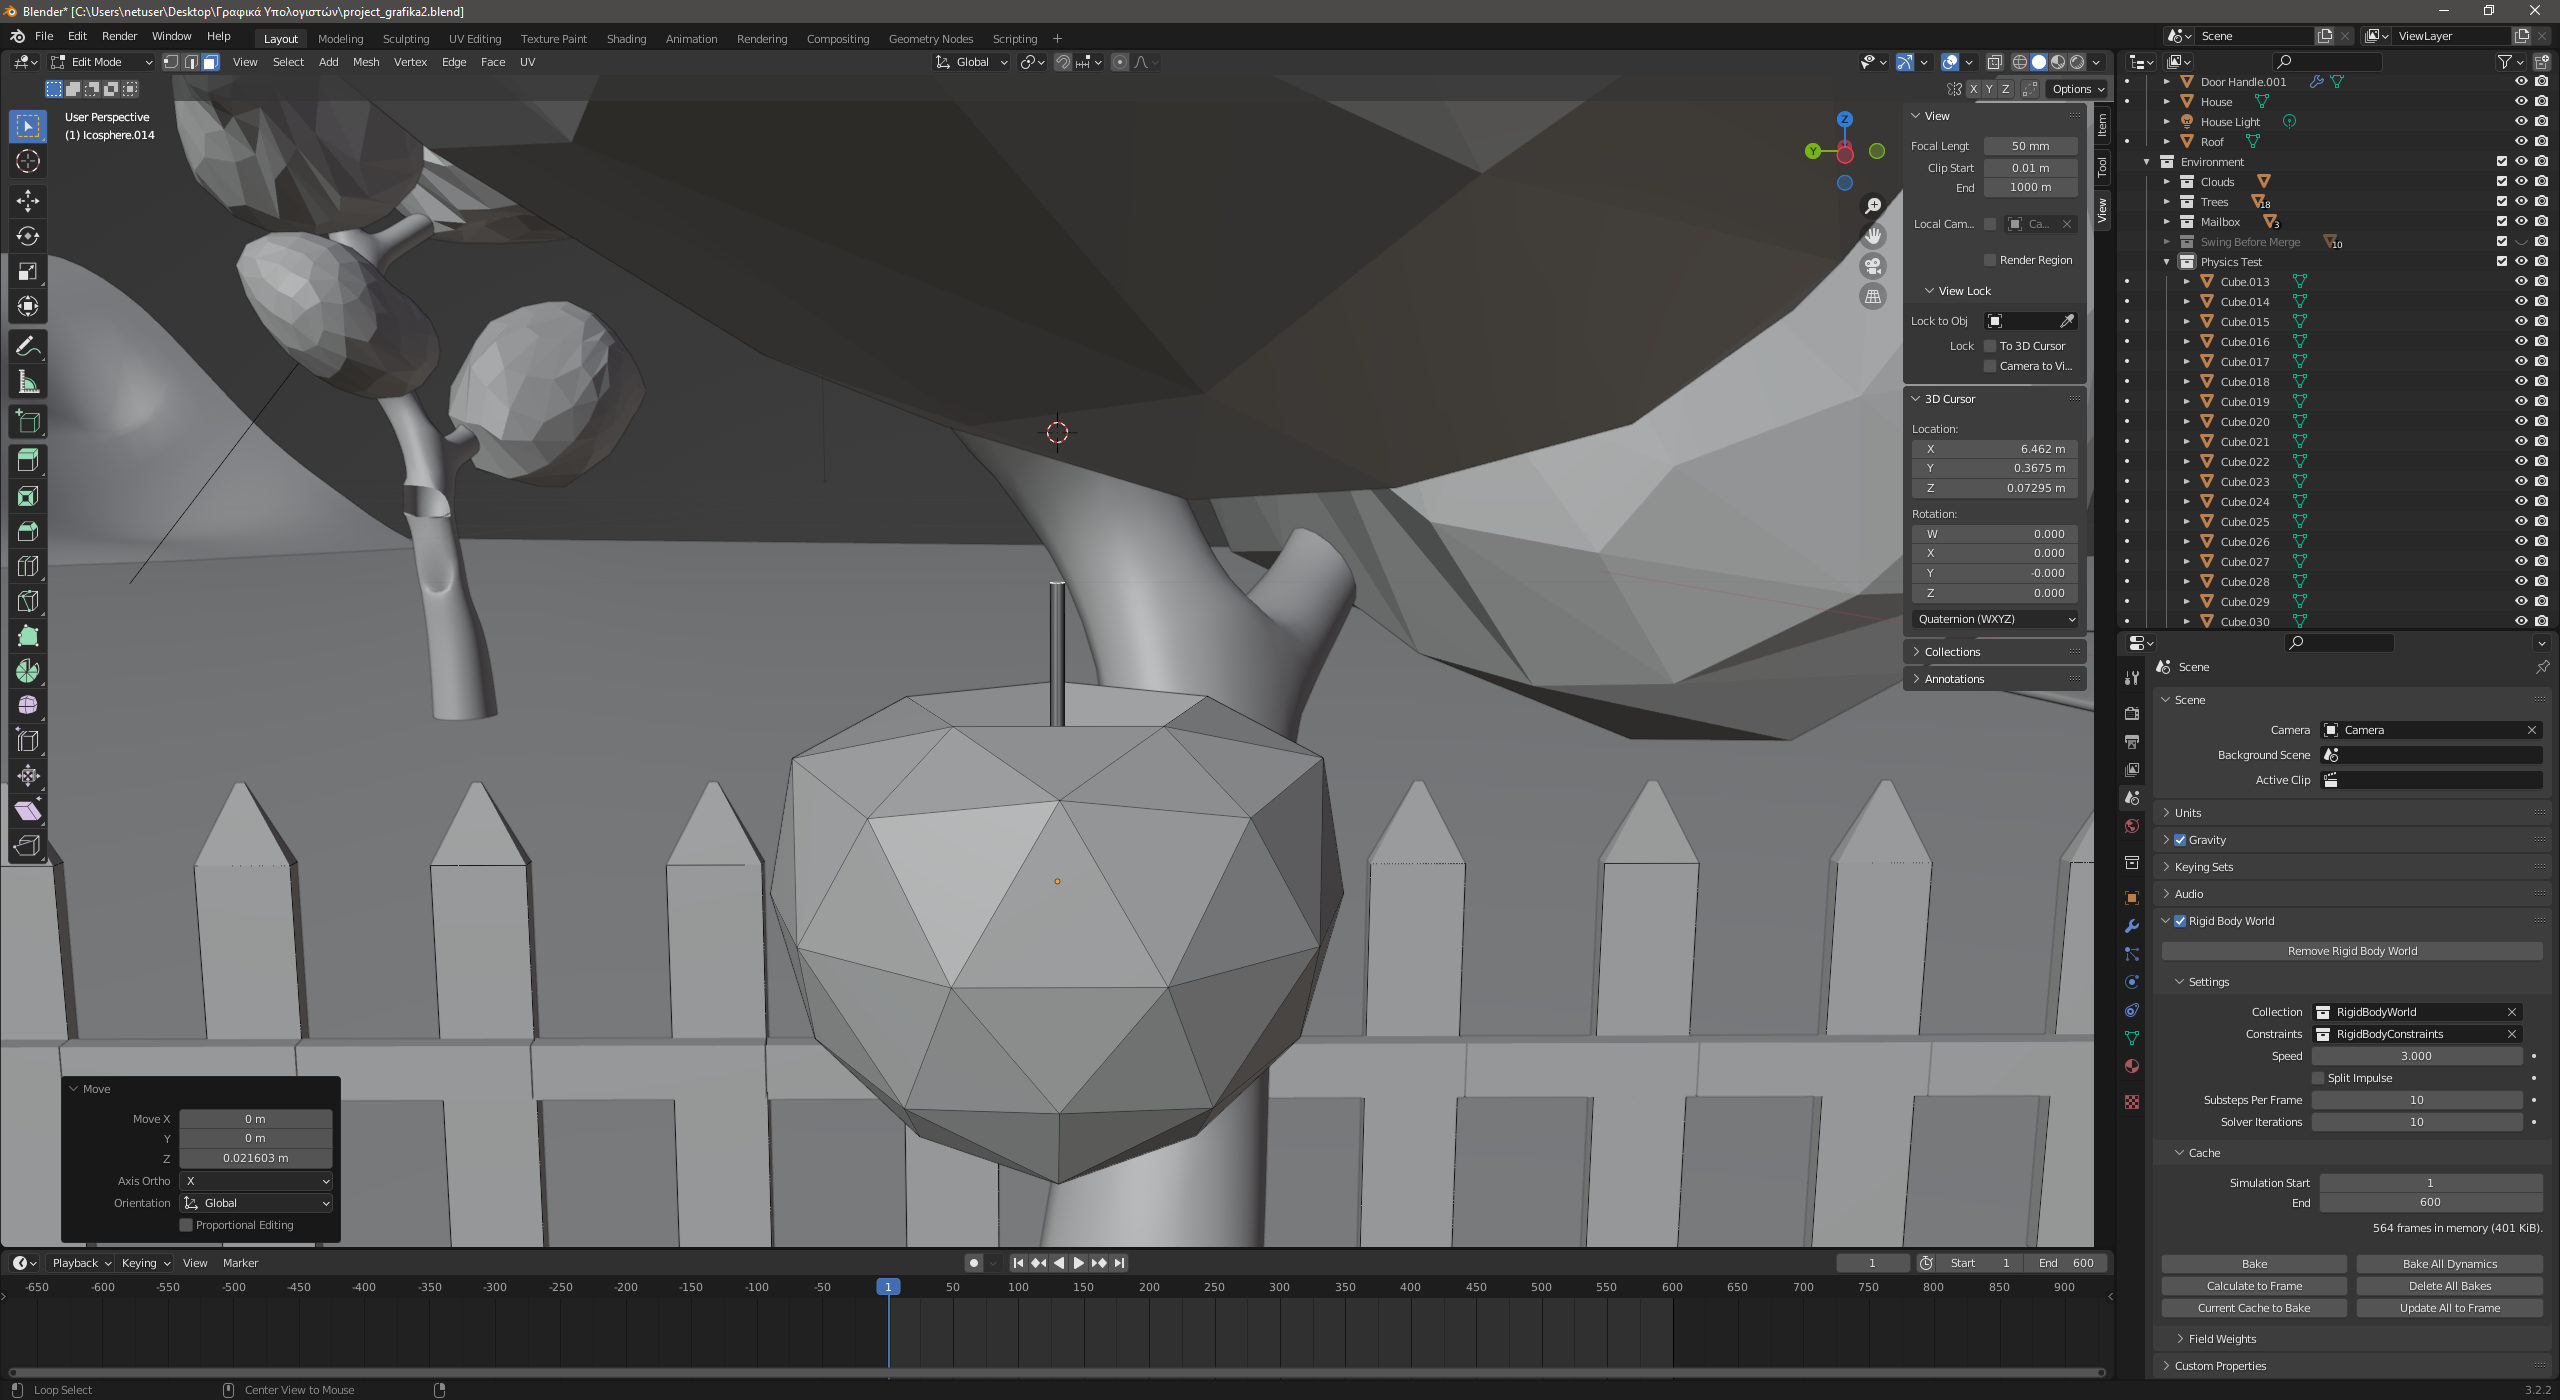 Blender* [C:\Users\netuser\Desktop\Γραφικά Υπολογιστών\project_grafika2.blend]
File Edit Render Window Help Layout Modeling Sculpting UV Editing Texture Paint Shading Animation Rendering Compositing Geometry Nodes Scripting + Scene ViewLayer
Edit Mode View Select Add Mesh Vertex Edge Face UV Global
X Y Z Options
User Perspective
(1) Icosphere.014
Z
Y
View
Focal Lengt 50 mm
Clip Start 0.01 m
End 1000 m
Local Cam... Ca...
Render Region
View Lock
Lock to Obj
Lock To 3D Cursor
Camera to Vi...
3D Cursor
Location:
X 6.462 m
Y 0.3675 m
Z 0.07295 m
Rotation:
W 0.000
X 0.000
Y -0.000
Z 0.000
Quaternion (WXYZ)
Collections
Annotations
Item
Tool
View
Door Handle.001
House
House Light
Roof
Environment
Clouds
Trees 18
Mailbox 3
Swing Before Merge 10
Physics Test
Cube.013
Cube.014
Cube.015
Cube.016
Cube.017
Cube.018
Cube.019
Cube.020
Cube.021
Cube.022
Cube.023
Cube.024
Cube.025
Cube.026
Cube.027
Cube.028
Cube.029
Cube.030
Scene
Scene
Camera Camera
Background Scene
Active Clip
Units
Gravity
Keying Sets
Audio
Rigid Body World
Remove Rigid Body World
Settings
Collection RigidBodyWorld
Constraints RigidBodyConstraints
Speed 3.000
Split Impulse
Substeps Per Frame 10
Solver Iterations 10
Cache
Simulation Start 1
End 600
564 frames in memory (401 KiB).
Bake Bake All Dynamics
Calculate to Frame Delete All Bakes
Current Cache to Bake Update All to Frame
Field Weights
Custom Properties
Move
Move X 0 m
Y 0 m
Z 0.021603 m
Axis Ortho X
Orientation Global
Proportional Editing
Playback Keying View Marker 1 Start 1 End 600
-650 -600 -550 -500 -450 -400 -350 -300 -250 -200 -150 -100 -50 1 50 100 150 200 250 300 350 400 450 500 550 600 650 700 750 800 850 900
Loop Select Center View to Mouse 3.2.2